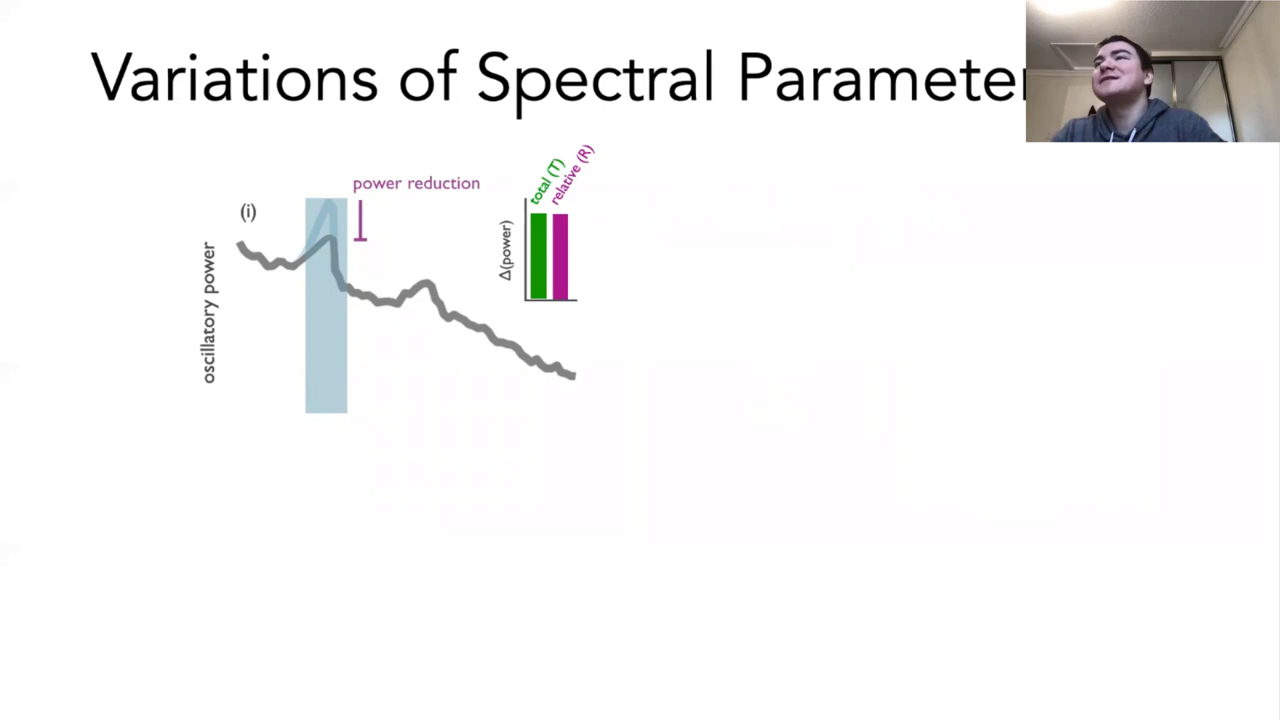 Variations of Spectral Parameter
power reduction
(i)
oscillatory power
total (T)
relative (R)
Δ(power)